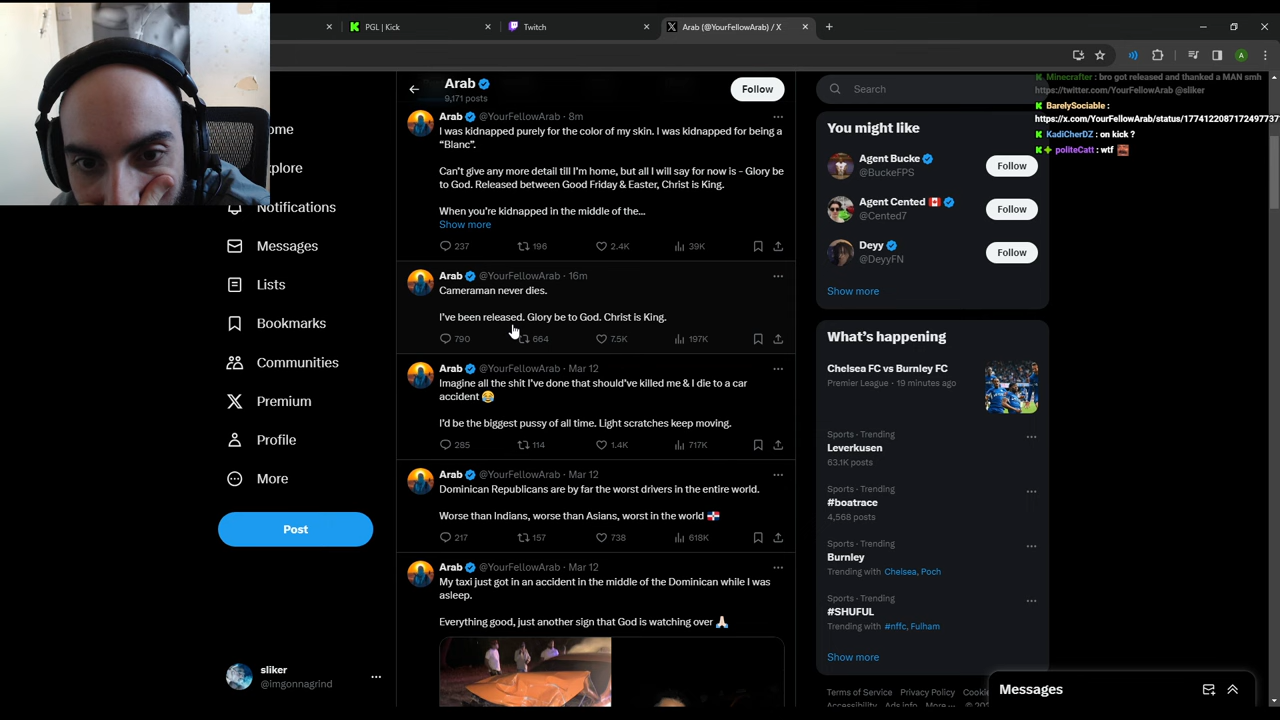 PGL | Kick
Twitch
Arab (@YourFellowArab) / X
A
Arab
9,171 posts
Follow
Search
Minecrafter : bro got released and thanked a MAN smh
https://twitter.com/YourFellowArab @sliker
BarelySociable :
KadiCherDZ : on kick ?
politeCatt : wtf
ome
xplore
Notifications
Messages
Lists
Bookmarks
Communities
Premium
Profile
More
Post
sliker
@imgonnagrind
Arab @YourFellowArab · 8m
I was kidnapped purely for the color of my skin. I was kidnapped for being a
“Blanc”.
Can’t give any more detail till I’m home, but all I will say for now is - Glory be
to God. Released between Good Friday & Easter, Christ is King.
When you’re kidnapped in the middle of the...
Show more
237 196 2.4K 39K
Arab @YourFellowArab · 16m
Cameraman never dies.
I’ve been released. Glory be to God. Christ is King.
790 664 7.5K 197K
Arab @YourFellowArab · Mar 12
Imagine all the shit I’ve done that should’ve killed me & I die to a car
accident 😂
I’d be the biggest pussy of all time. Light scratches keep moving.
285 114 1.4K 717K
Arab @YourFellowArab · Mar 12
Dominican Republicans are by far the worst drivers in the entire world.
Worse than Indians, worse than Asians, worst in the world 🇩🇴
217 157 738 618K
Arab @YourFellowArab · Mar 12
My taxi just got in an accident in the middle of the Dominican while I was
asleep.
Everything good, just another sign that God is watching over 🙏🏻
You might like
Agent Bucke
@BuckeFPS
Follow
Agent Cented 🇨🇦
@Cented7
Follow
Deyy
@DeyyFN
Follow
Show more
What’s happening
Chelsea FC vs Burnley FC
Premier League · 19 minutes ago
Sports · Trending
Leverkusen
63.1K posts
Sports · Trending
#boatrace
4,568 posts
Sports · Trending
Burnley
Trending with Chelsea, Poch
Sports · Trending
#SHUFUL
Trending with #nffc, Fulham
Show more
Terms of Service Privacy Policy
Messages